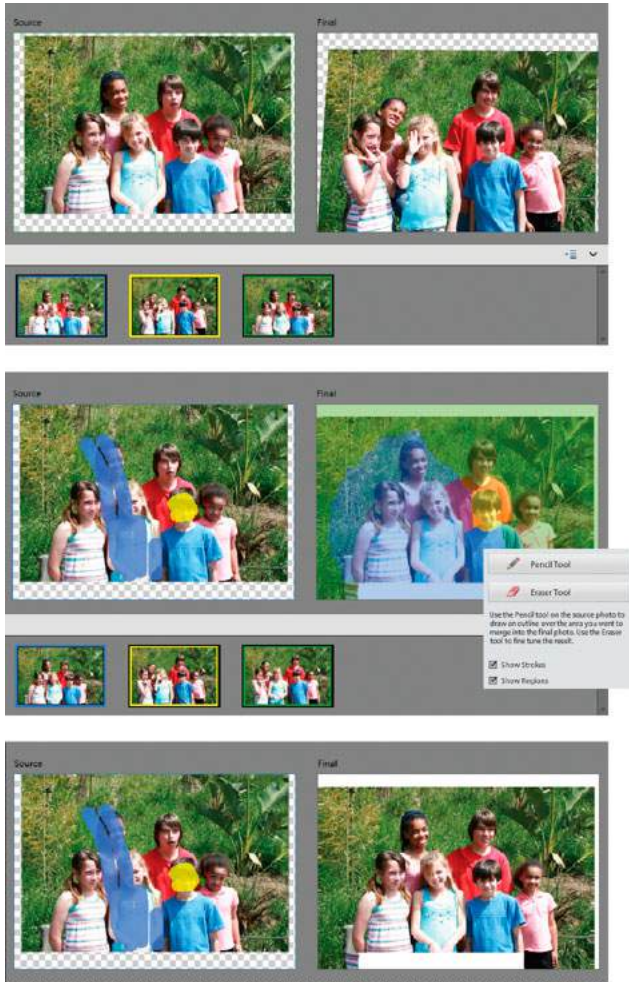 Source
Final
Source
Final
Pencil Tool
Eraser Tool
Use the Pencil tool on the source photo to
draw an outline over the area you want to
merge into the final photo. Use the Eraser
tool to fine tune the result.
Show Strokes
Show Regions
Source
Final